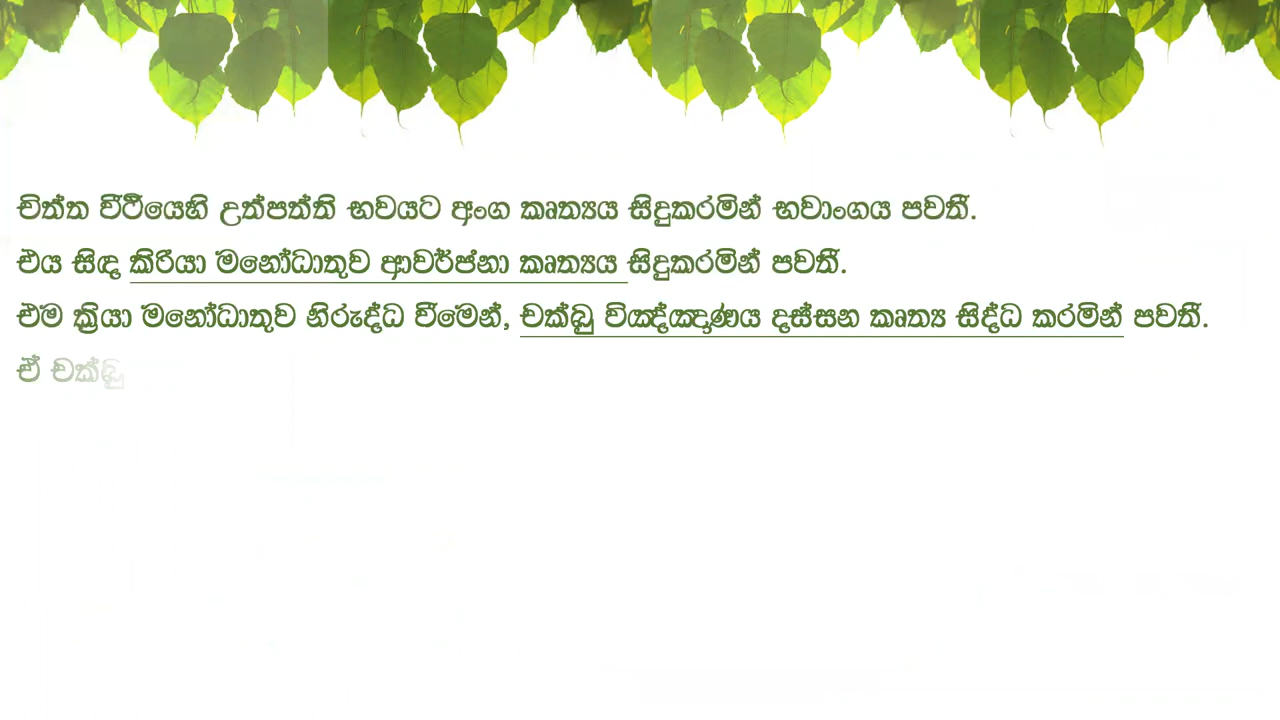 චිත්ත වීථියෙහි උත්පත්ති භවයට අංග කෘත්‍යය සිදුකරමින් භවාංගය පවතී.
එය සිඳ කිරියා මනෝධාතුව ආවර්ජනා කෘත්‍යය සිදුකරමින් පවතී.
එම ක්‍රියා මනෝධාතුව නිරුද්ධ වීමෙන්, චක්ඛු විඤ්ඤාණය දස්සන කෘත්‍ය සිද්ධ කරමින් පවතී.
ඒ චක්ඛු